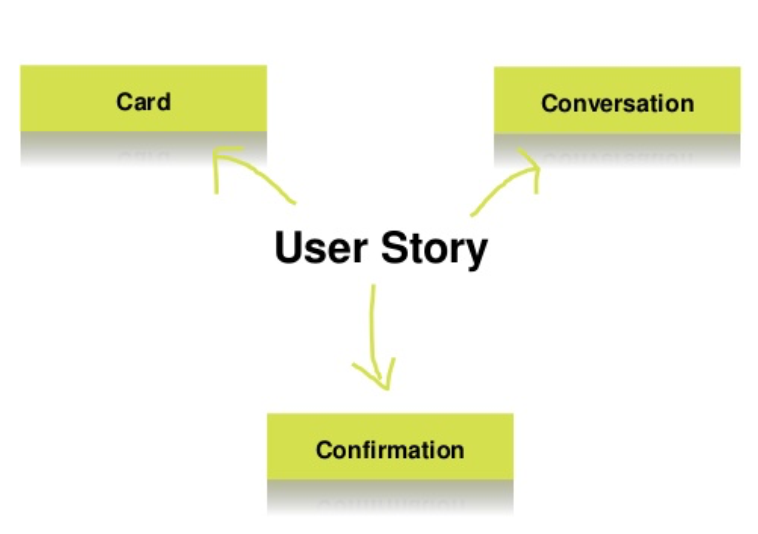 Card
Conversation
User Story
Confirmation